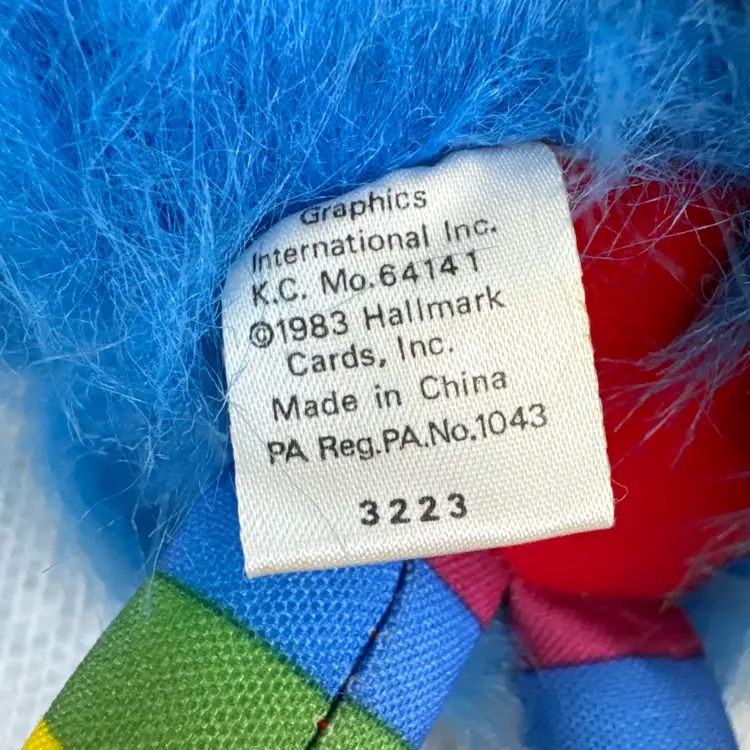 Graphics
International Inc.
K.C. Mo.64141
©1983 Hallmark
Cards, Inc.
Made in China
PA Reg.PA.No.1043
3223